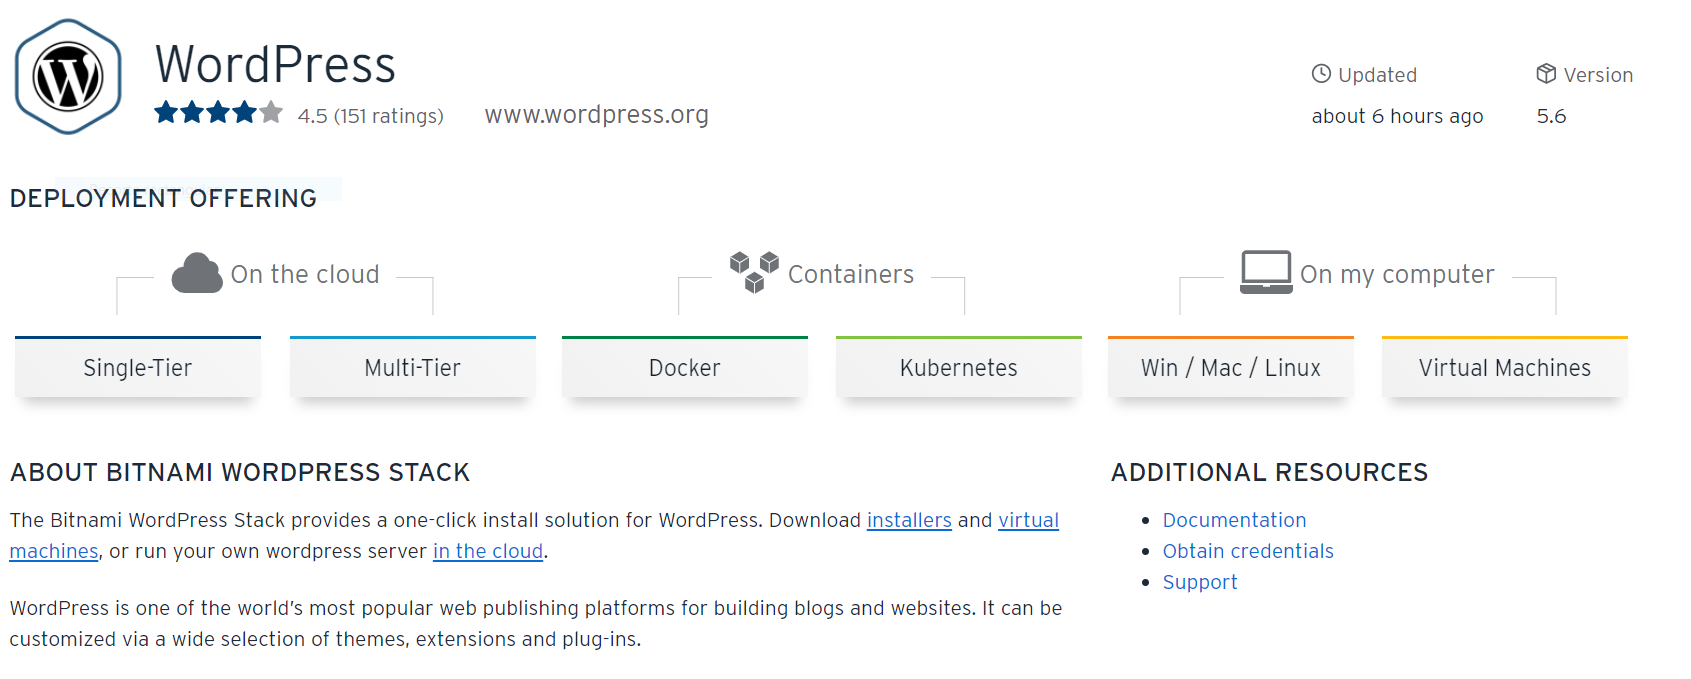 WordPress
4.5 (151 ratings)
www.wordpress.org
Updated
Version
about 6 hours ago
5.6
DEPLOYMENT OFFERING
On the cloud
Containers
On my computer
Single-Tier
Multi-Tier
Docker
Kubernetes
Win / Mac / Linux
Virtual Machines
ABOUT BITNAMI WORDPRESS STACK
The Bitnami WordPress Stack provides a one-click install solution for WordPress. Download installers and virtual
machines, or run your own wordpress server in the cloud.
WordPress is one of the world's most popular web publishing platforms for building blogs and websites. It can be
customized via a wide selection of themes, extensions and plug-ins.
ADDITIONAL RESOURCES
Documentation
Obtain credentials
Support